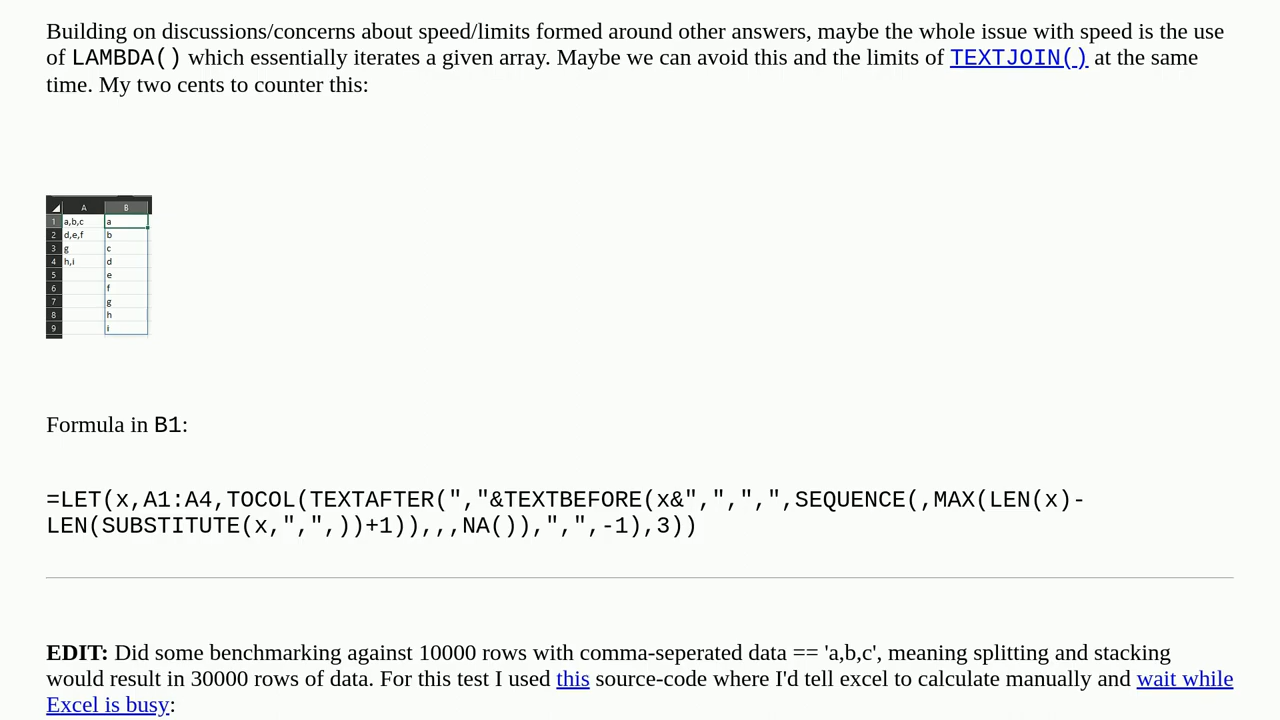 Building on discussions/concerns about speed/limits formed around other answers, maybe the whole issue with speed is the use
of LAMBDA() which essentially iterates a given array. Maybe we can avoid this and the limits of TEXTJOIN() at the same
time. My two cents to counter this:
A B
1 a,b,c a
2 d,e,f b
3 g c
4 h,i d
5 e
6 f
7 g
8 h
9 i
Formula in B1:
=LET(x,A1:A4,TOCOL(TEXTAFTER(","&TEXTBEFORE(x&",",",",SEQUENCE(,MAX(LEN(x)-
LEN(SUBSTITUTE(x,",",))+1)),,,NA()),",",-1),3))
EDIT: Did some benchmarking against 10000 rows with comma-seperated data == 'a,b,c', meaning splitting and stacking
would result in 30000 rows of data. For this test I used this source-code where I'd tell excel to calculate manually and wait while
Excel is busy: